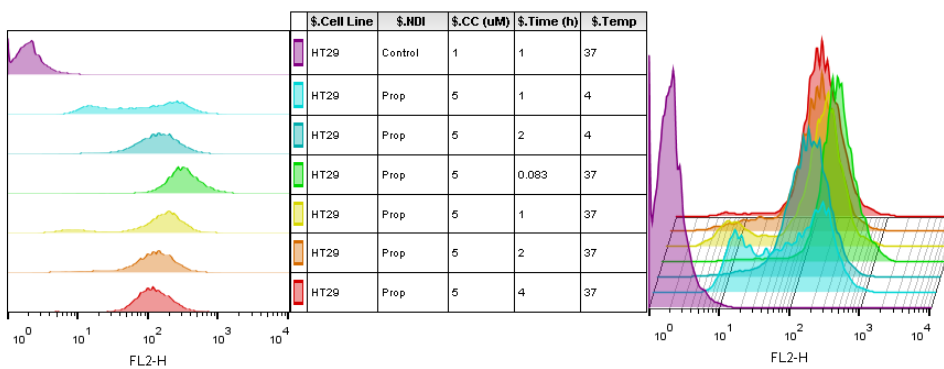 $.Cell Line $.NDI $.CC (uM) $.Time (h) $.Temp
HT29 Control 1 1 37
HT29 Prop 5 1 4
HT29 Prop 5 2 4
HT29 Prop 5 0.083 37
HT29 Prop 5 1 37
HT29 Prop 5 2 37
HT29 Prop 5 4 37
10^0 10^1 10^2 10^3 10^4
FL2-H
10^0 10^1 10^2 10^3 10^4
FL2-H